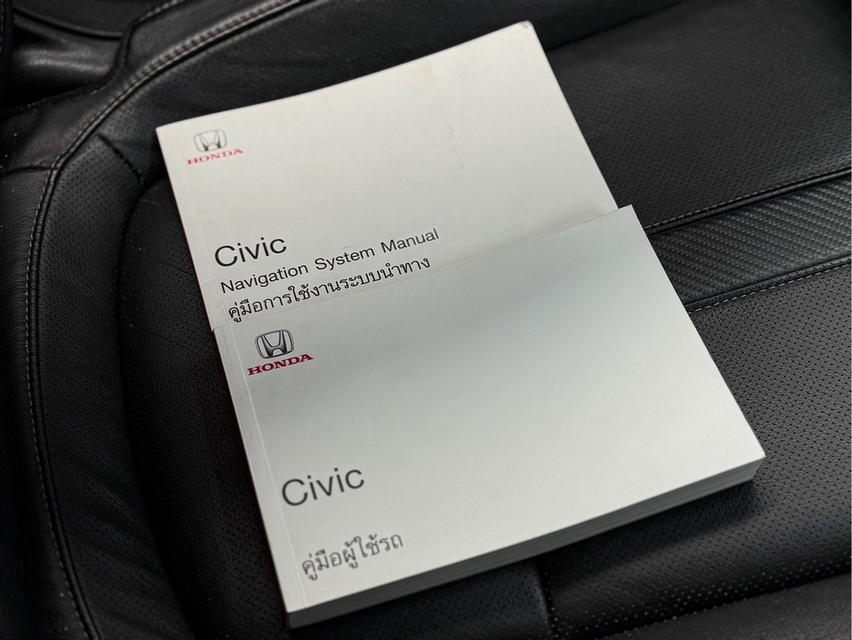 HONDA
Civic
Navigation System Manual
คู่มือการใช้งานระบบนำทาง
HONDA
Civic
คู่มือผู้ใช้รถ